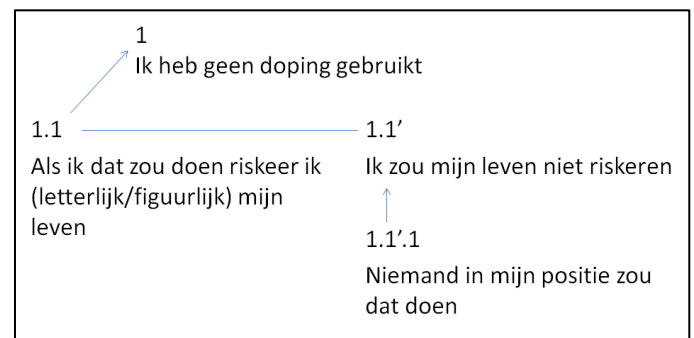 1
Ik heb geen doping gebruikt
1.1
Als ik dat zou doen riskeer ik
(letterlijk/figuurlijk) mijn
leven
1.1’
Ik zou mijn leven niet riskeren
1.1’.1
Niemand in mijn positie zou
dat doen